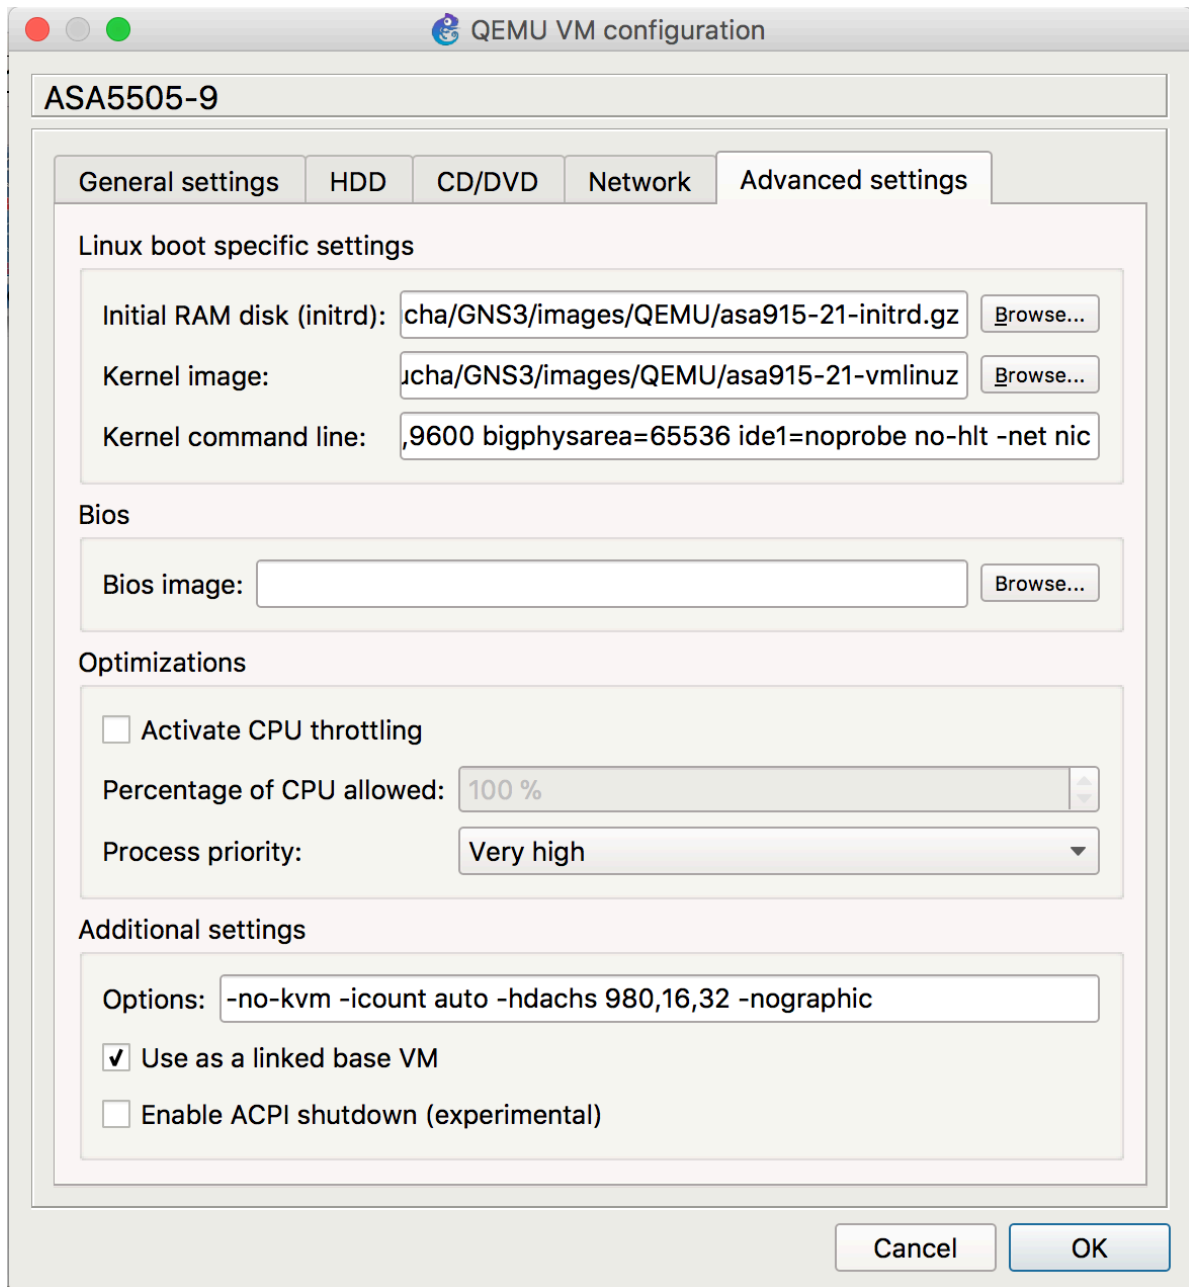 QEMU VM configuration
ASA5505-9
General settings HDD CD/DVD Network Advanced settings
Linux boot specific settings
Initial RAM disk (initrd): cha/GNS3/images/QEMU/asa915-21-initrd.gz Browse...
Kernel image: ucha/GNS3/images/QEMU/asa915-21-vmlinuz Browse...
Kernel command line: ,9600 bigphysarea=65536 ide1=noprobe no-hlt -net nic
Bios
Bios image: Browse...
Optimizations
Activate CPU throttling
Percentage of CPU allowed: 100 %
Process priority: Very high
Additional settings
Options: -no-kvm -icount auto -hdachs 980,16,32 -nographic
Use as a linked base VM
Enable ACPI shutdown (experimental)
Cancel OK